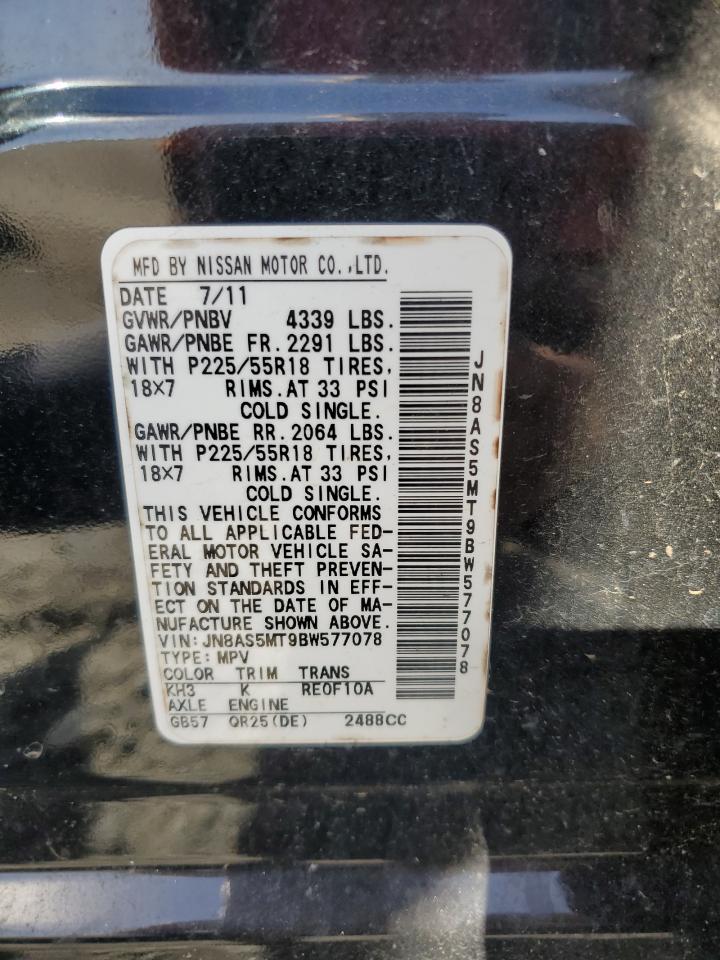 MFD BY NISSAN MOTOR CO.,LTD.
DATE 7/11
GVWR/PNBV 4339 LBS.
GAWR/PNBE FR.2291 LBS.
WITH P225/55R18 TIRES,
18X7 RIMS.AT 33 PSI
COLD SINGLE.
GAWR/PNBE RR.2064 LBS.
WITH P225/55R18 TIRES,
18X7 RIMS.AT 33 PSI
COLD SINGLE.
THIS VEHICLE CONFORMS
TO ALL APPLICABLE FED-
ERAL MOTOR VEHICLE SA-
FETY AND THEFT PREVEN-
TION STANDARDS IN EFF-
ECT ON THE DATE OF MA-
NUFACTURE SHOWN ABOVE.
VIN:JN8AS5MT9BW577078
TYPE:MPV
COLOR TRIM TRANS
KH3 K RE0F10A
AXLE ENGINE
GB57 QR25(DE) 2488CC
JN8AS5MT9BW577078